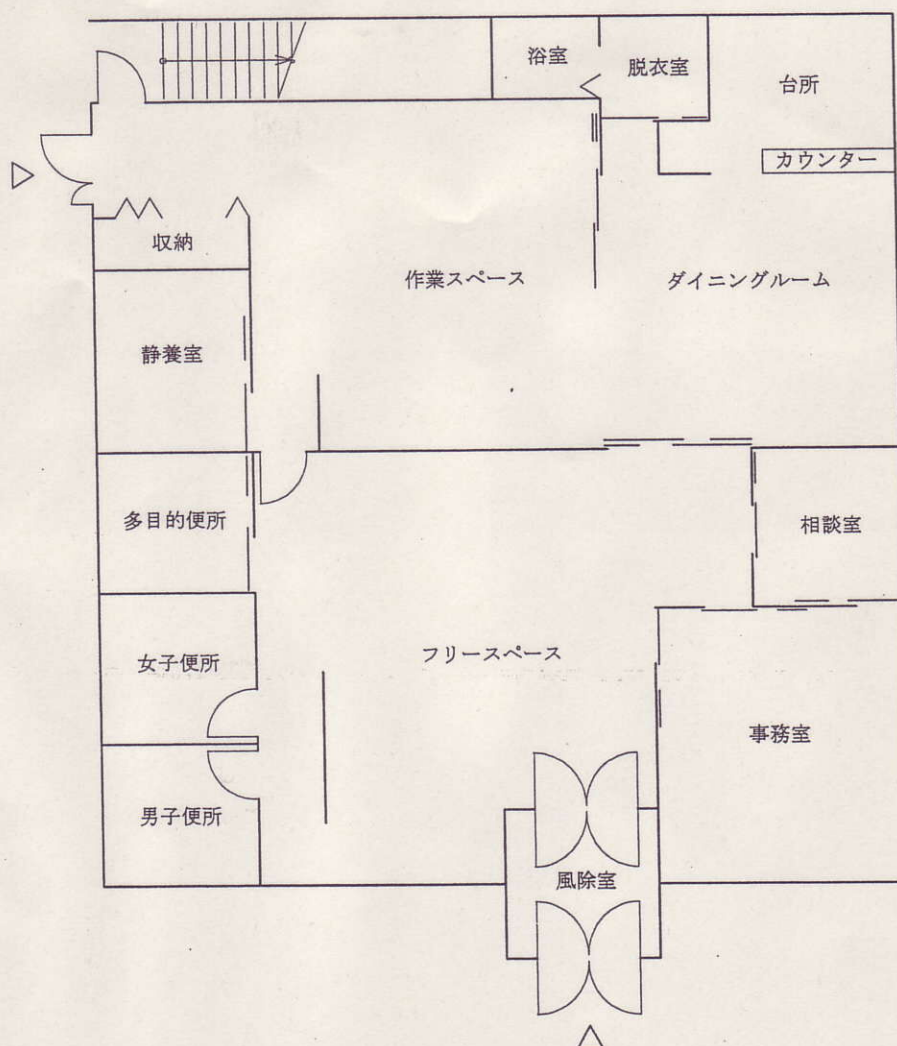 浴室
脱衣室
台所
カウンター
収納
作業スペース
ダイニングルーム
静養室
多目的便所
相談室
女子便所
フリースペース
事務室
男子便所
風除室